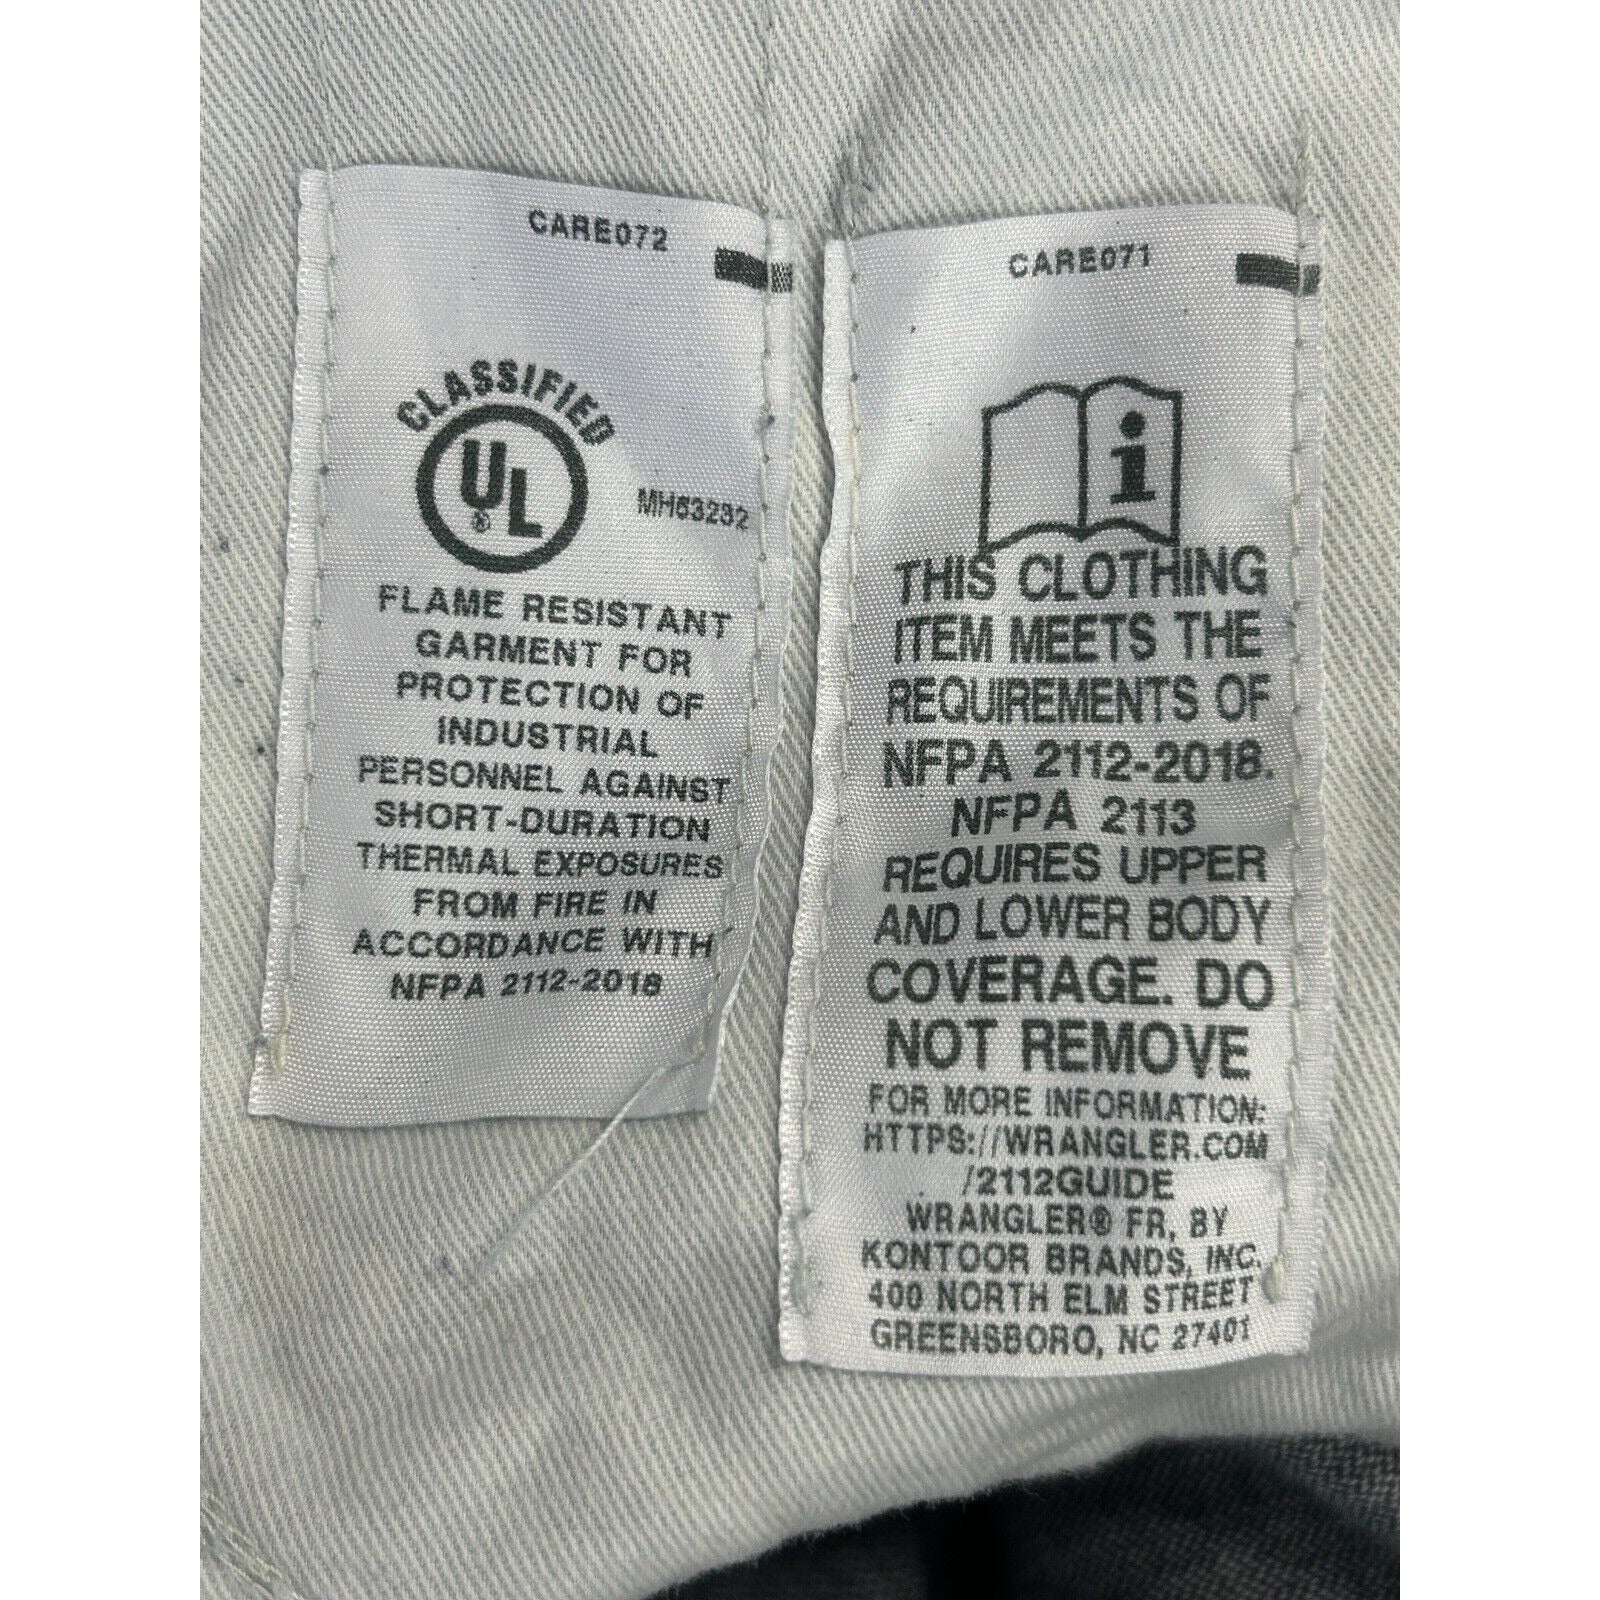 CARE072
CLASSIFIED
UL
®
MH63232
FLAME RESISTANT
GARMENT FOR
PROTECTION OF
INDUSTRIAL
PERSONNEL AGAINST
SHORT-DURATION
THERMAL EXPOSURES
FROM FIRE IN
ACCORDANCE WITH
NFPA 2112-2018
CARE071
i
THIS CLOTHING
ITEM MEETS THE
REQUIREMENTS OF
NFPA 2112-2018.
NFPA 2113
REQUIRES UPPER
AND LOWER BODY
COVERAGE. DO
NOT REMOVE
FOR MORE INFORMATION:
HTTPS://WRANGLER.COM
/2112GUIDE
WRANGLER® FR, BY
KONTOOR BRANDS, INC.
400 NORTH ELM STREET
GREENSBORO, NC 27401